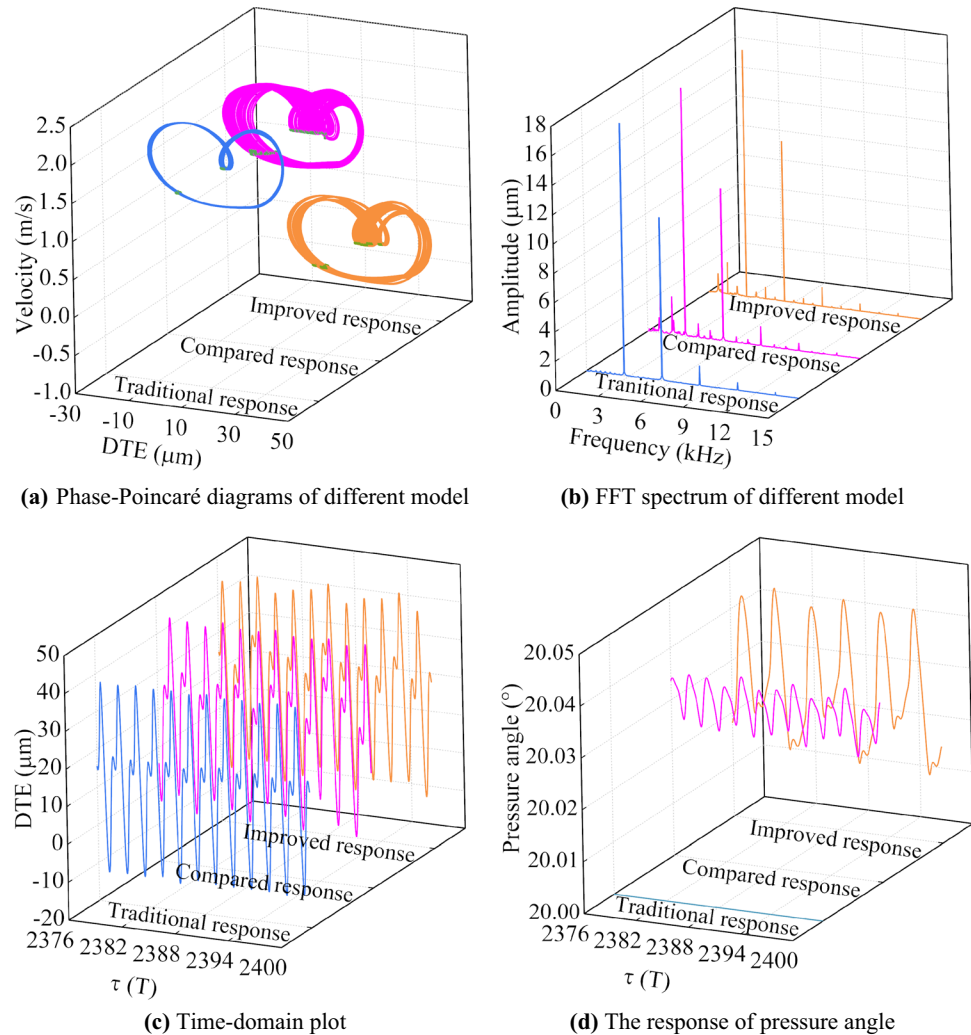 2.5
2.0
1.5
1.0
0.5
0.0
-0.5
-1.0
Velocity (m/s)
-30
-10
10
30
50
DTE (μm)
Improved response
Compared response
Traditional response
(a) Phase-Poincaré diagrams of different model
18
16
14
12
10
8
6
4
2
0
Amplitude (μm)
0
3
6
9
12
15
Frequency (kHz)
Improved response
Compared response
Tranitional response
(b) FFT spectrum of different model
50
40
30
20
10
0
-10
-20
DTE (μm)
2376
2382
2388
2394
2400
τ (T)
Improved response
Compared response
Traditional response
(c) Time-domain plot
20.05
20.04
20.03
20.02
20.01
20.00
Pressure angle (°)
2376
2382
2388
2394
2400
τ (T)
Improved response
Compared response
Traditional response
(d) The response of pressure angle